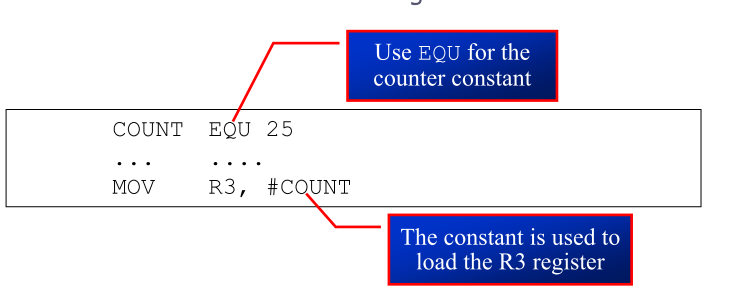 Use EQU for the
counter constant
COUNT EQU 25
... ....
MOV R3, #COUNT
The constant is used to
load the R3 register